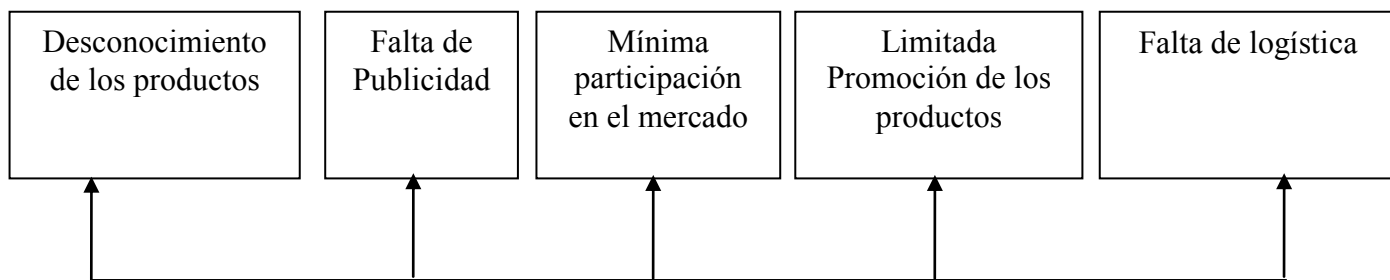 Desconocimiento
de los productos
Falta de
Publicidad
Mínima
participación
en el mercado
Limitada
Promoción de los
productos
Falta de logística